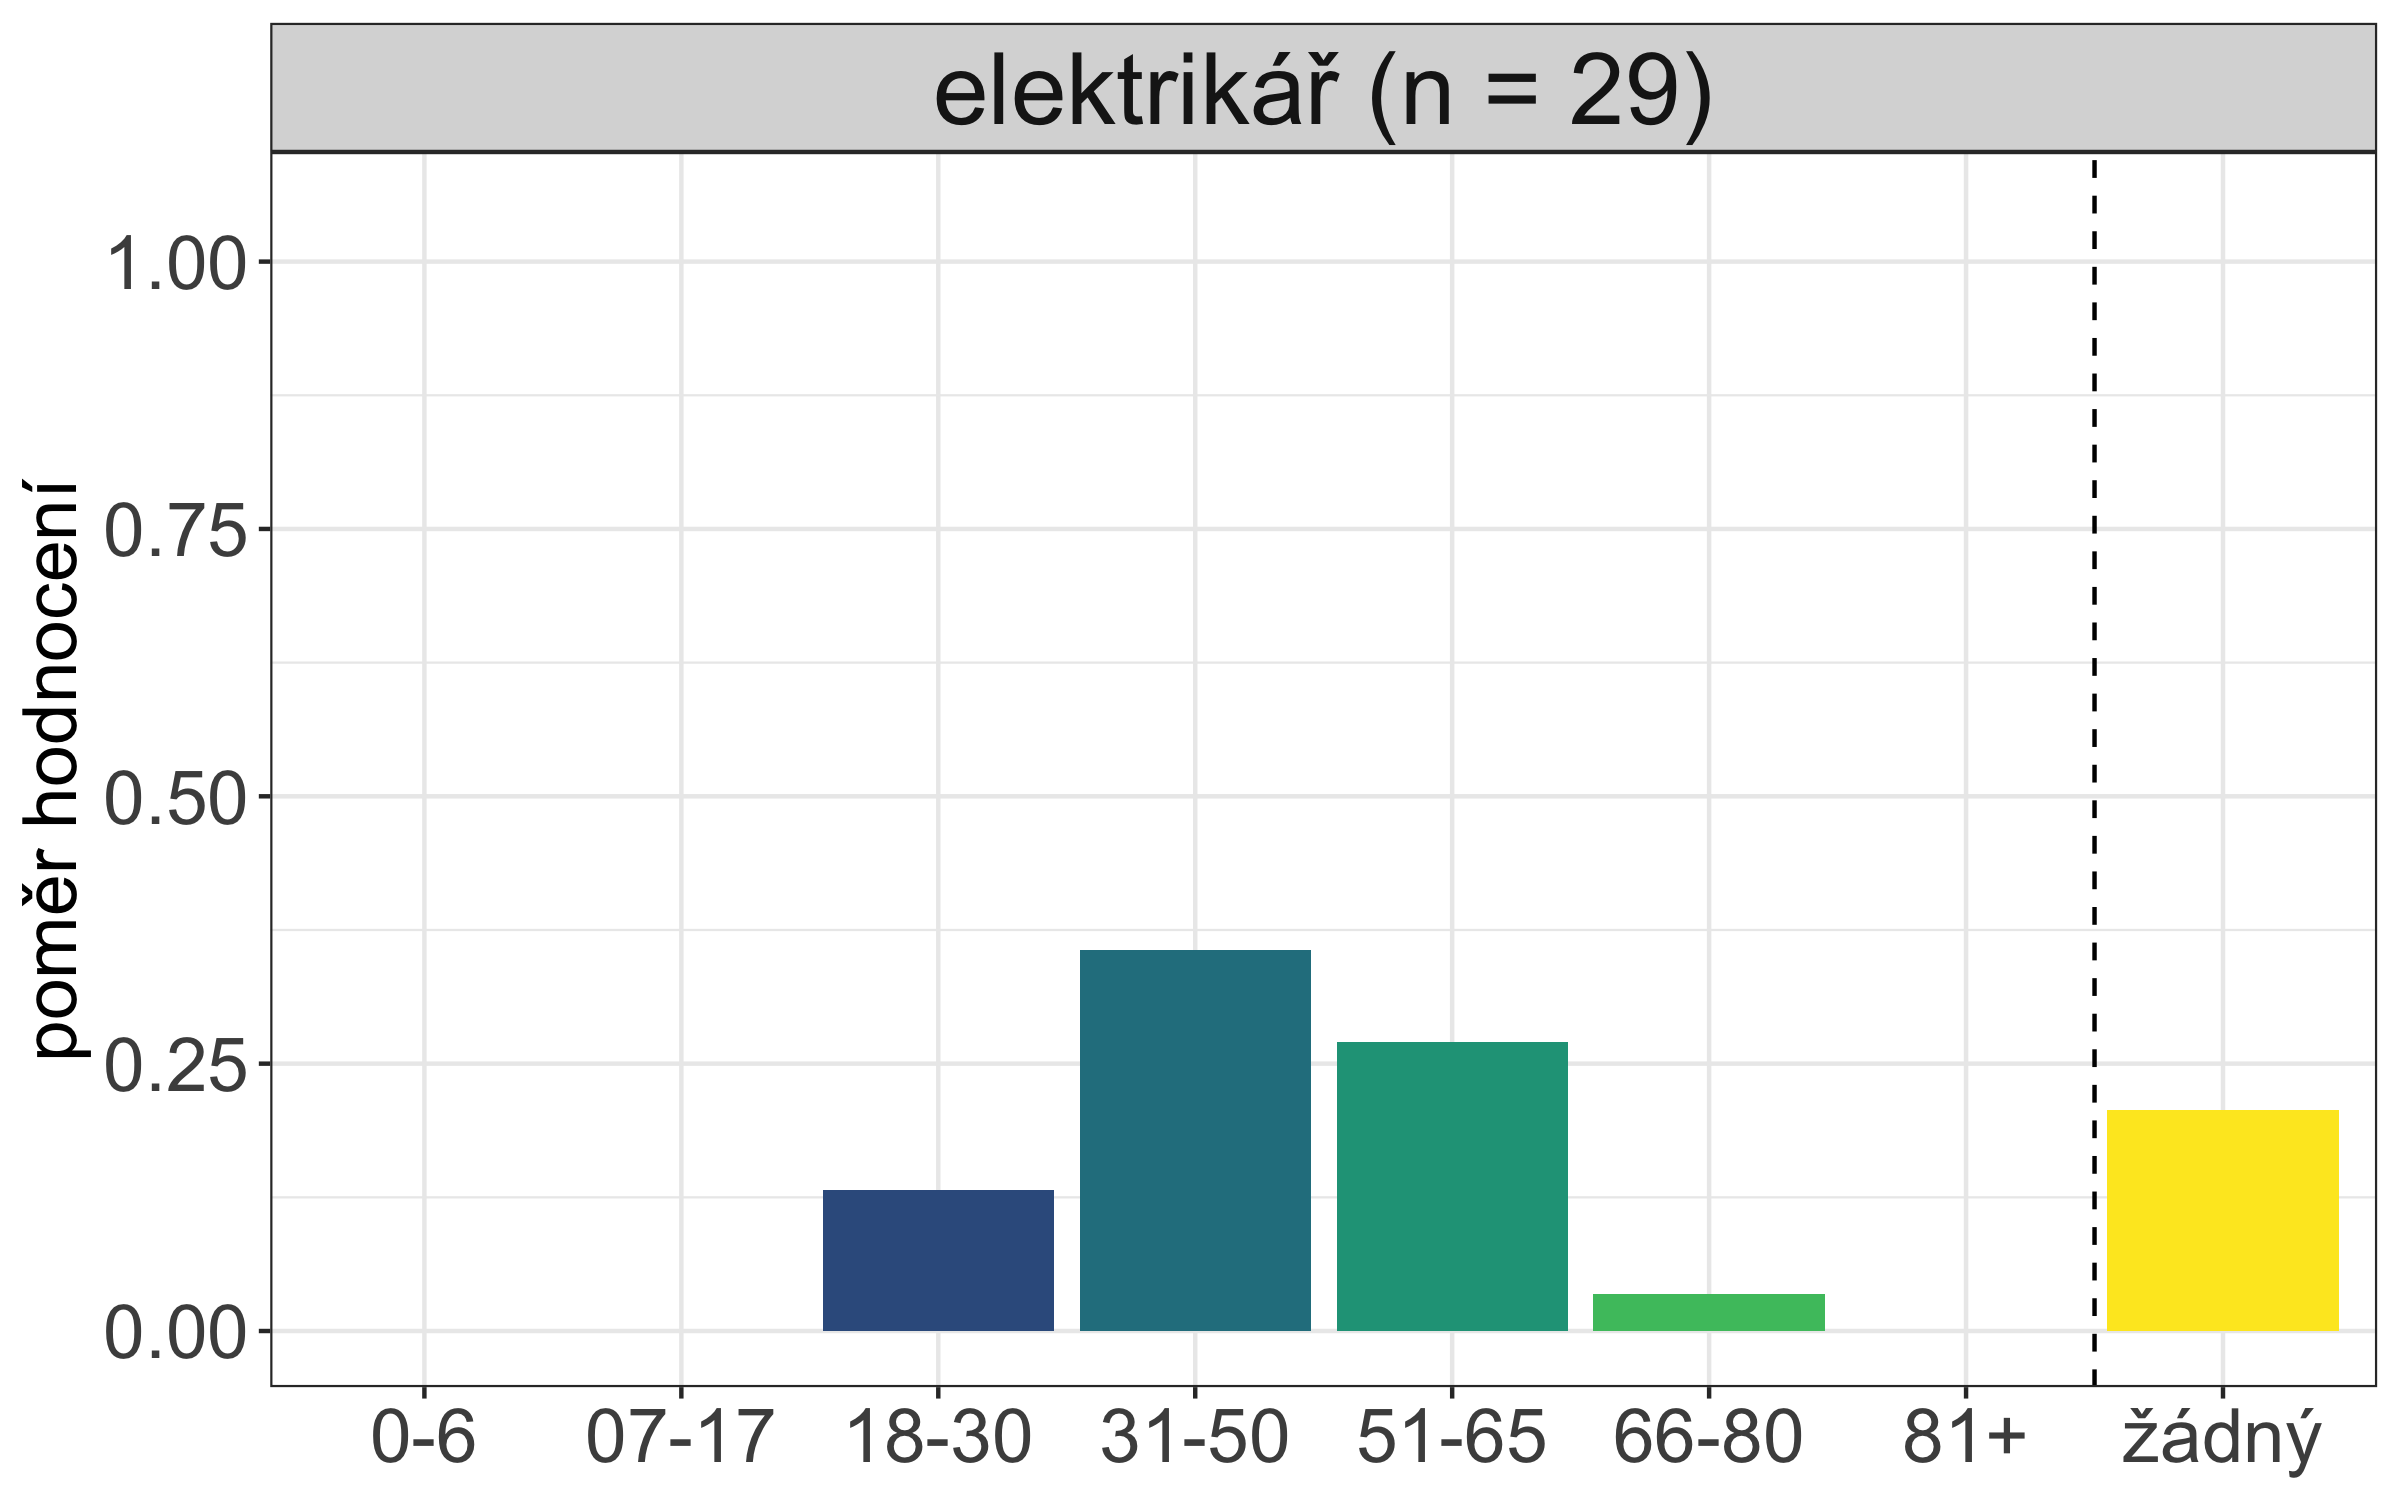 elektrikář (n = 29)
poměr hodnocení
1.00
0.75
0.50
0.25
0.00
0-6 07-17 18-30 31-50 51-65 66-80 81+ žádný